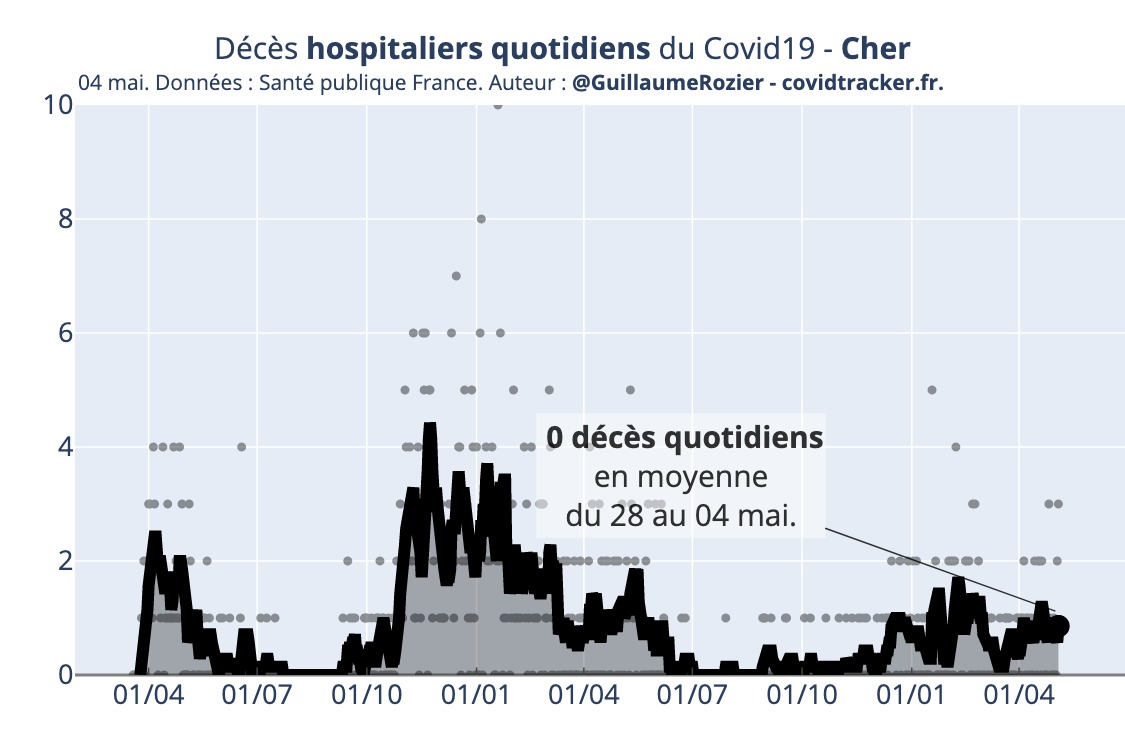 Décès hospitaliers quotidiens du Covid19 - Cher
04 mai. Données : Santé publique France. Auteur : @GuillaumeRozier - covidtracker.fr.
10
8
6
4
2
0
0 décès quotidiens
en moyenne
du 28 au 04 mai.
01/04 01/07 01/10 01/01 01/04 01/07 01/10 01/01 01/04